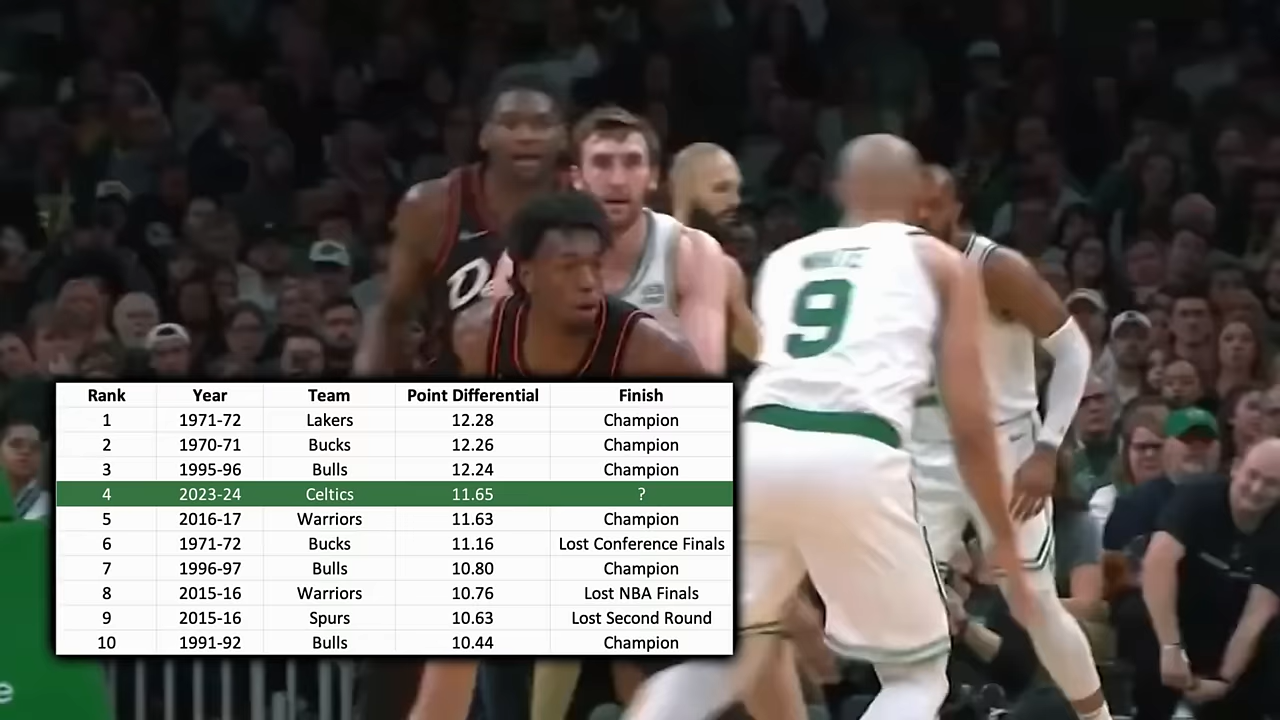 WHITE
9
Rank Year Team Point Differential Finish
1 1971-72 Lakers 12.28 Champion
2 1970-71 Bucks 12.26 Champion
3 1995-96 Bulls 12.24 Champion
4 2023-24 Celtics 11.65 ?
5 2016-17 Warriors 11.63 Champion
6 1971-72 Bucks 11.16 Lost Conference Finals
7 1996-97 Bulls 10.80 Champion
8 2015-16 Warriors 10.76 Lost NBA Finals
9 2015-16 Spurs 10.63 Lost Second Round
10 1991-92 Bulls 10.44 Champion